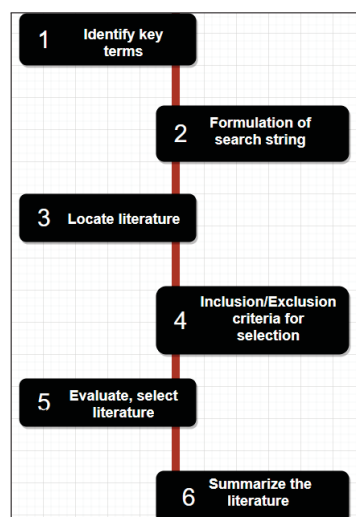 1 Identify key
terms
2 Formulation of
search string
3 Locate literature
4 Inclusion/Exclusion
criteria for
selection
5 Evaluate, select
literature
6 Summarize the
literature